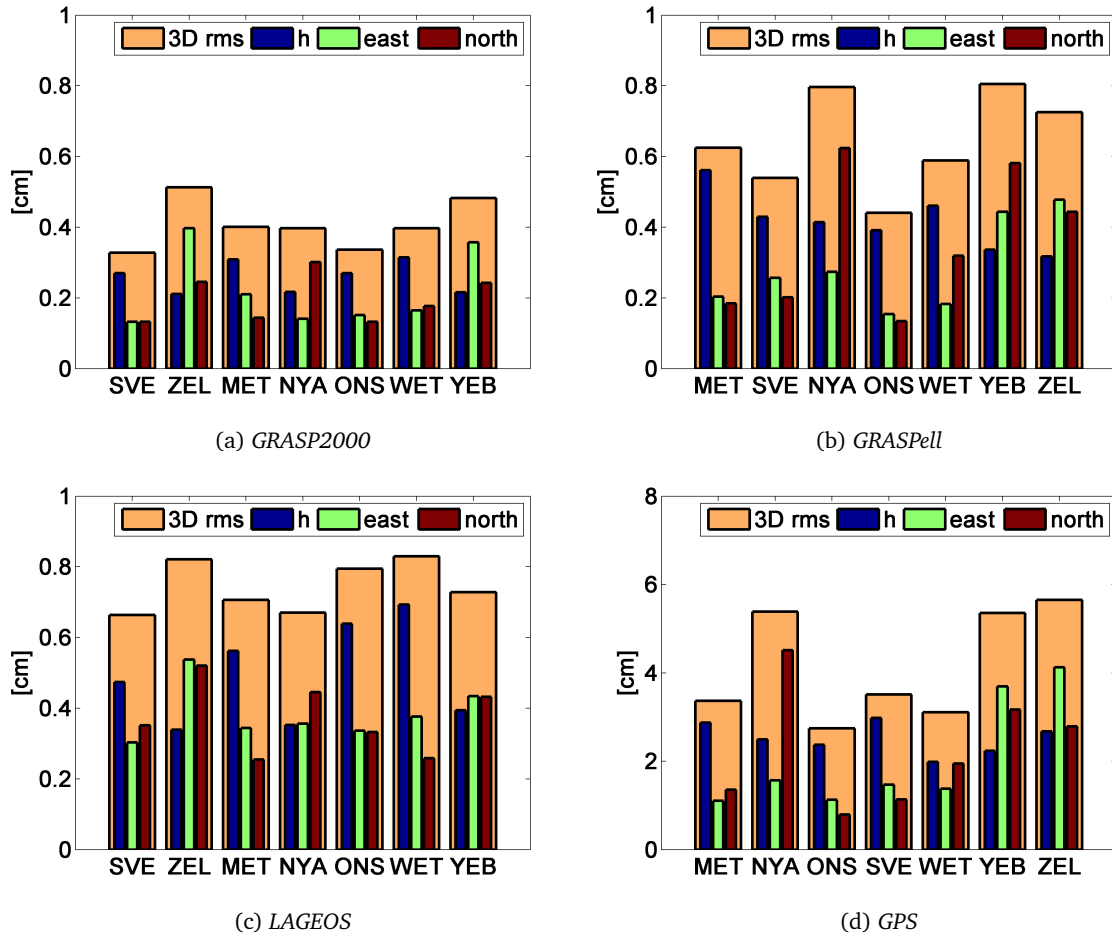 1
0.8
0.6
0.4
0.2
0
[cm]
3D rms h east north
SVE ZEL MET NYA ONS WET YEB
(a) GRASP2000
1
0.8
0.6
0.4
0.2
0
[cm]
3D rms h east north
MET SVE NYA ONS WET YEB ZEL
(b) GRASPell
1
0.8
0.6
0.4
0.2
0
[cm]
3D rms h east north
SVE ZEL MET NYA ONS WET YEB
(c) LAGEOS
8
6
4
2
0
[cm]
3D rms h east north
MET NYA ONS SVE WET YEB ZEL
(d) GPS